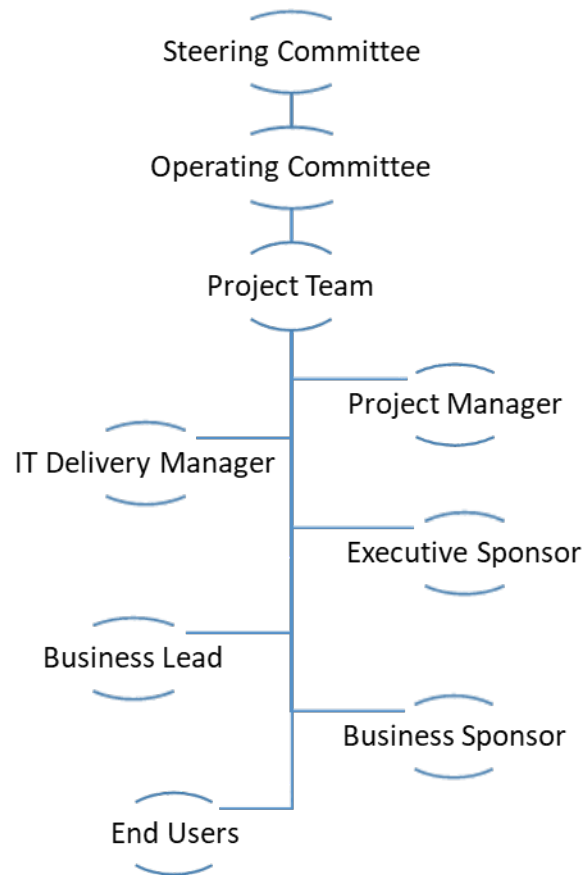 Steering Committee
Operating Committee
Project Team
Project Manager
IT Delivery Manager
Executive Sponsor
Business Lead
Business Sponsor
End Users